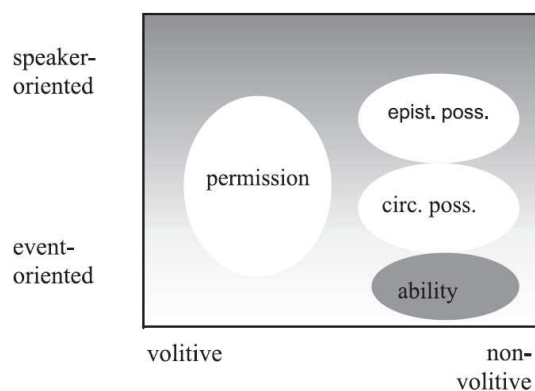 speaker-
oriented
epist. poss.
permission
circ. poss.
event-
oriented
ability
volitive
non-
volitive